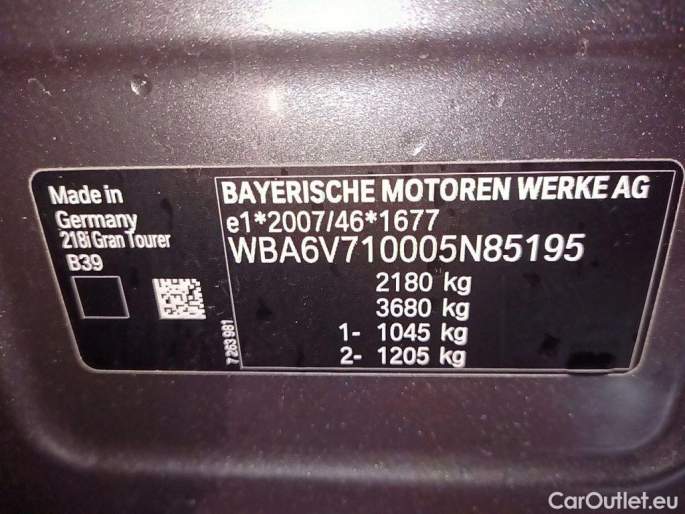 Made in
Germany
218i Gran Tourer
B39
BAYERISCHE MOTOREN WERKE AG
e1*2007/46*1677
WBA6V710005N85195
2180 kg
3680 kg
1- 1045 kg
2- 1205 kg
7 263 981
CarOutlet.eu